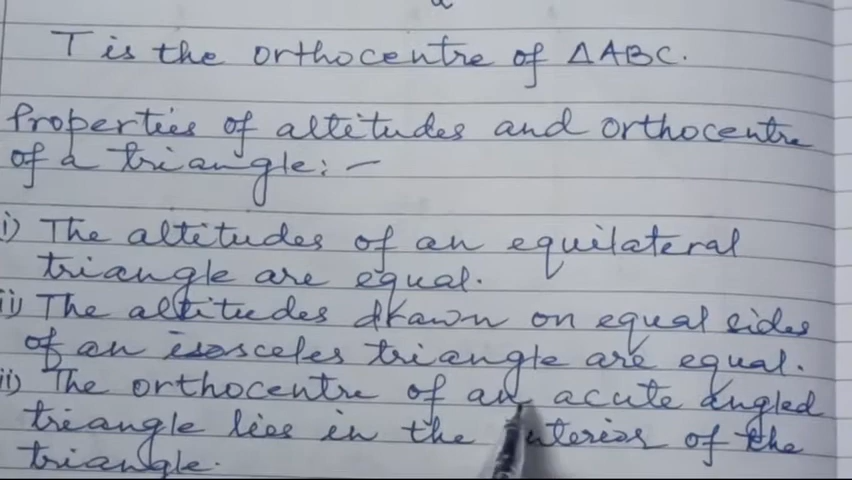 T is the orthocentre of ΔABC.
Properties of altitudes and orthocentre
of a triangle: —
i) The altitudes of an equilateral
triangle are equal.
ii) The altitudes drawn on equal sides
of an isosceles triangle are equal.
ii) The orthocentre of an acute angled
triangle lies in the interior of the
triangle.